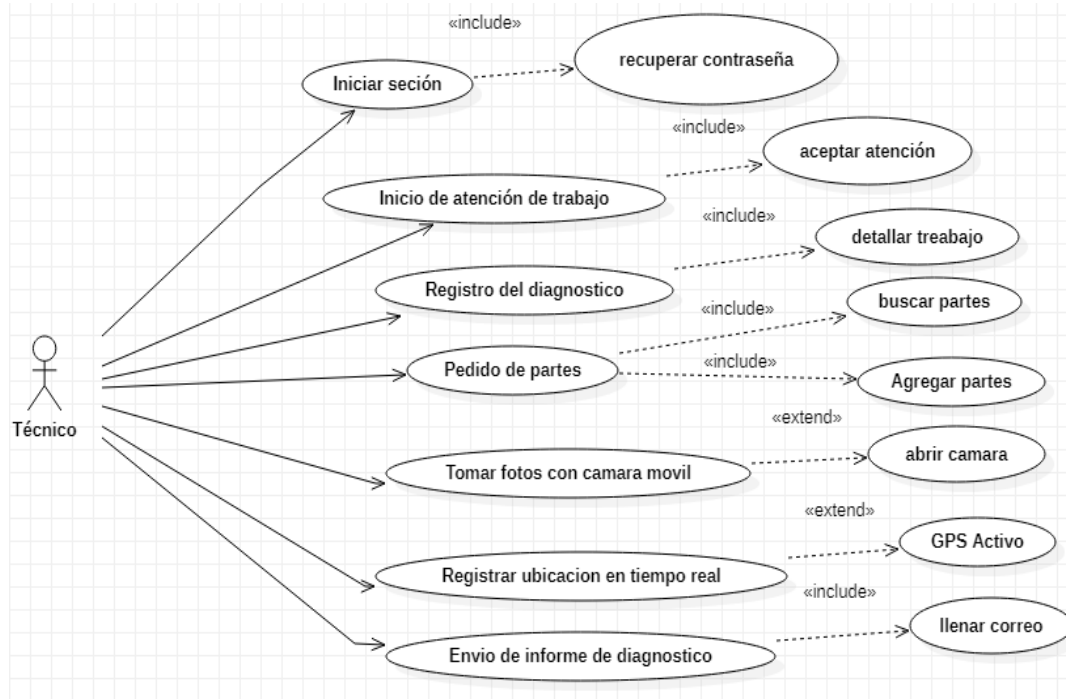 «include»
recuperar contraseña
Iniciar seción
«include»
aceptar atención
Inicio de atención de trabajo
«include»
detallar treabajo
Registro del diagnostico
«include»
buscar partes
Pedido de partes
«include»
Agregar partes
Técnico
«extend»
abrir camara
Tomar fotos con camara movil
«extend»
GPS Activo
Registrar ubicacion en tiempo real
«include»
llenar correo
Envio de informe de diagnostico